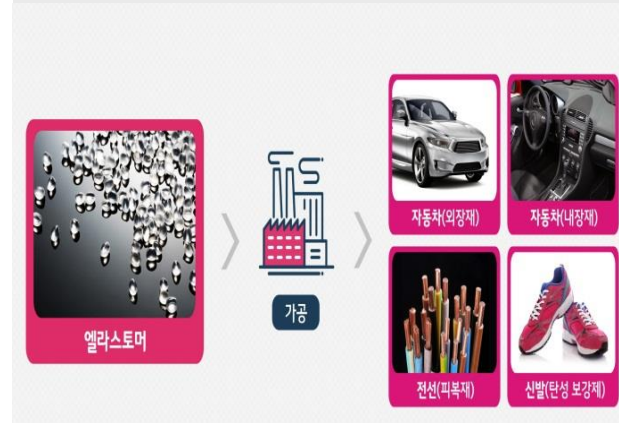 엘라스토머
가공
자동차(외장재)
자동차(내장재)
전선(피복재)
신발(탄성 보강제)